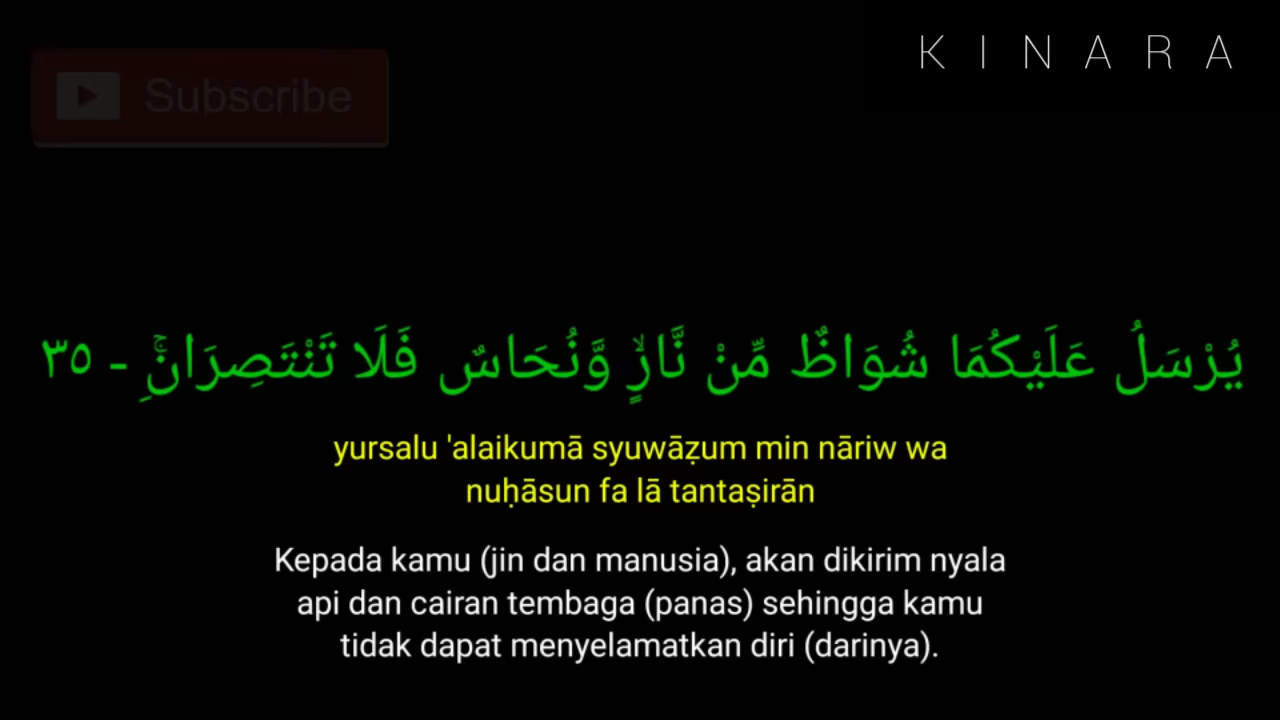 K I N A R A
Subscribe
يُرْسَلُ عَلَيْكُمَا شُوَاظٌ مِّنْ نَّارٍۙ وَّنُحَاسٌ فَلَا تَنْتَصِرَانِۚ - ٣٥
yursalu 'alaikumā syuwāẓum min nāriw wa
nuḥāsun fa lā tantaṣirān
Kepada kamu (jin dan manusia), akan dikirim nyala
api dan cairan tembaga (panas) sehingga kamu
tidak dapat menyelamatkan diri (darinya).